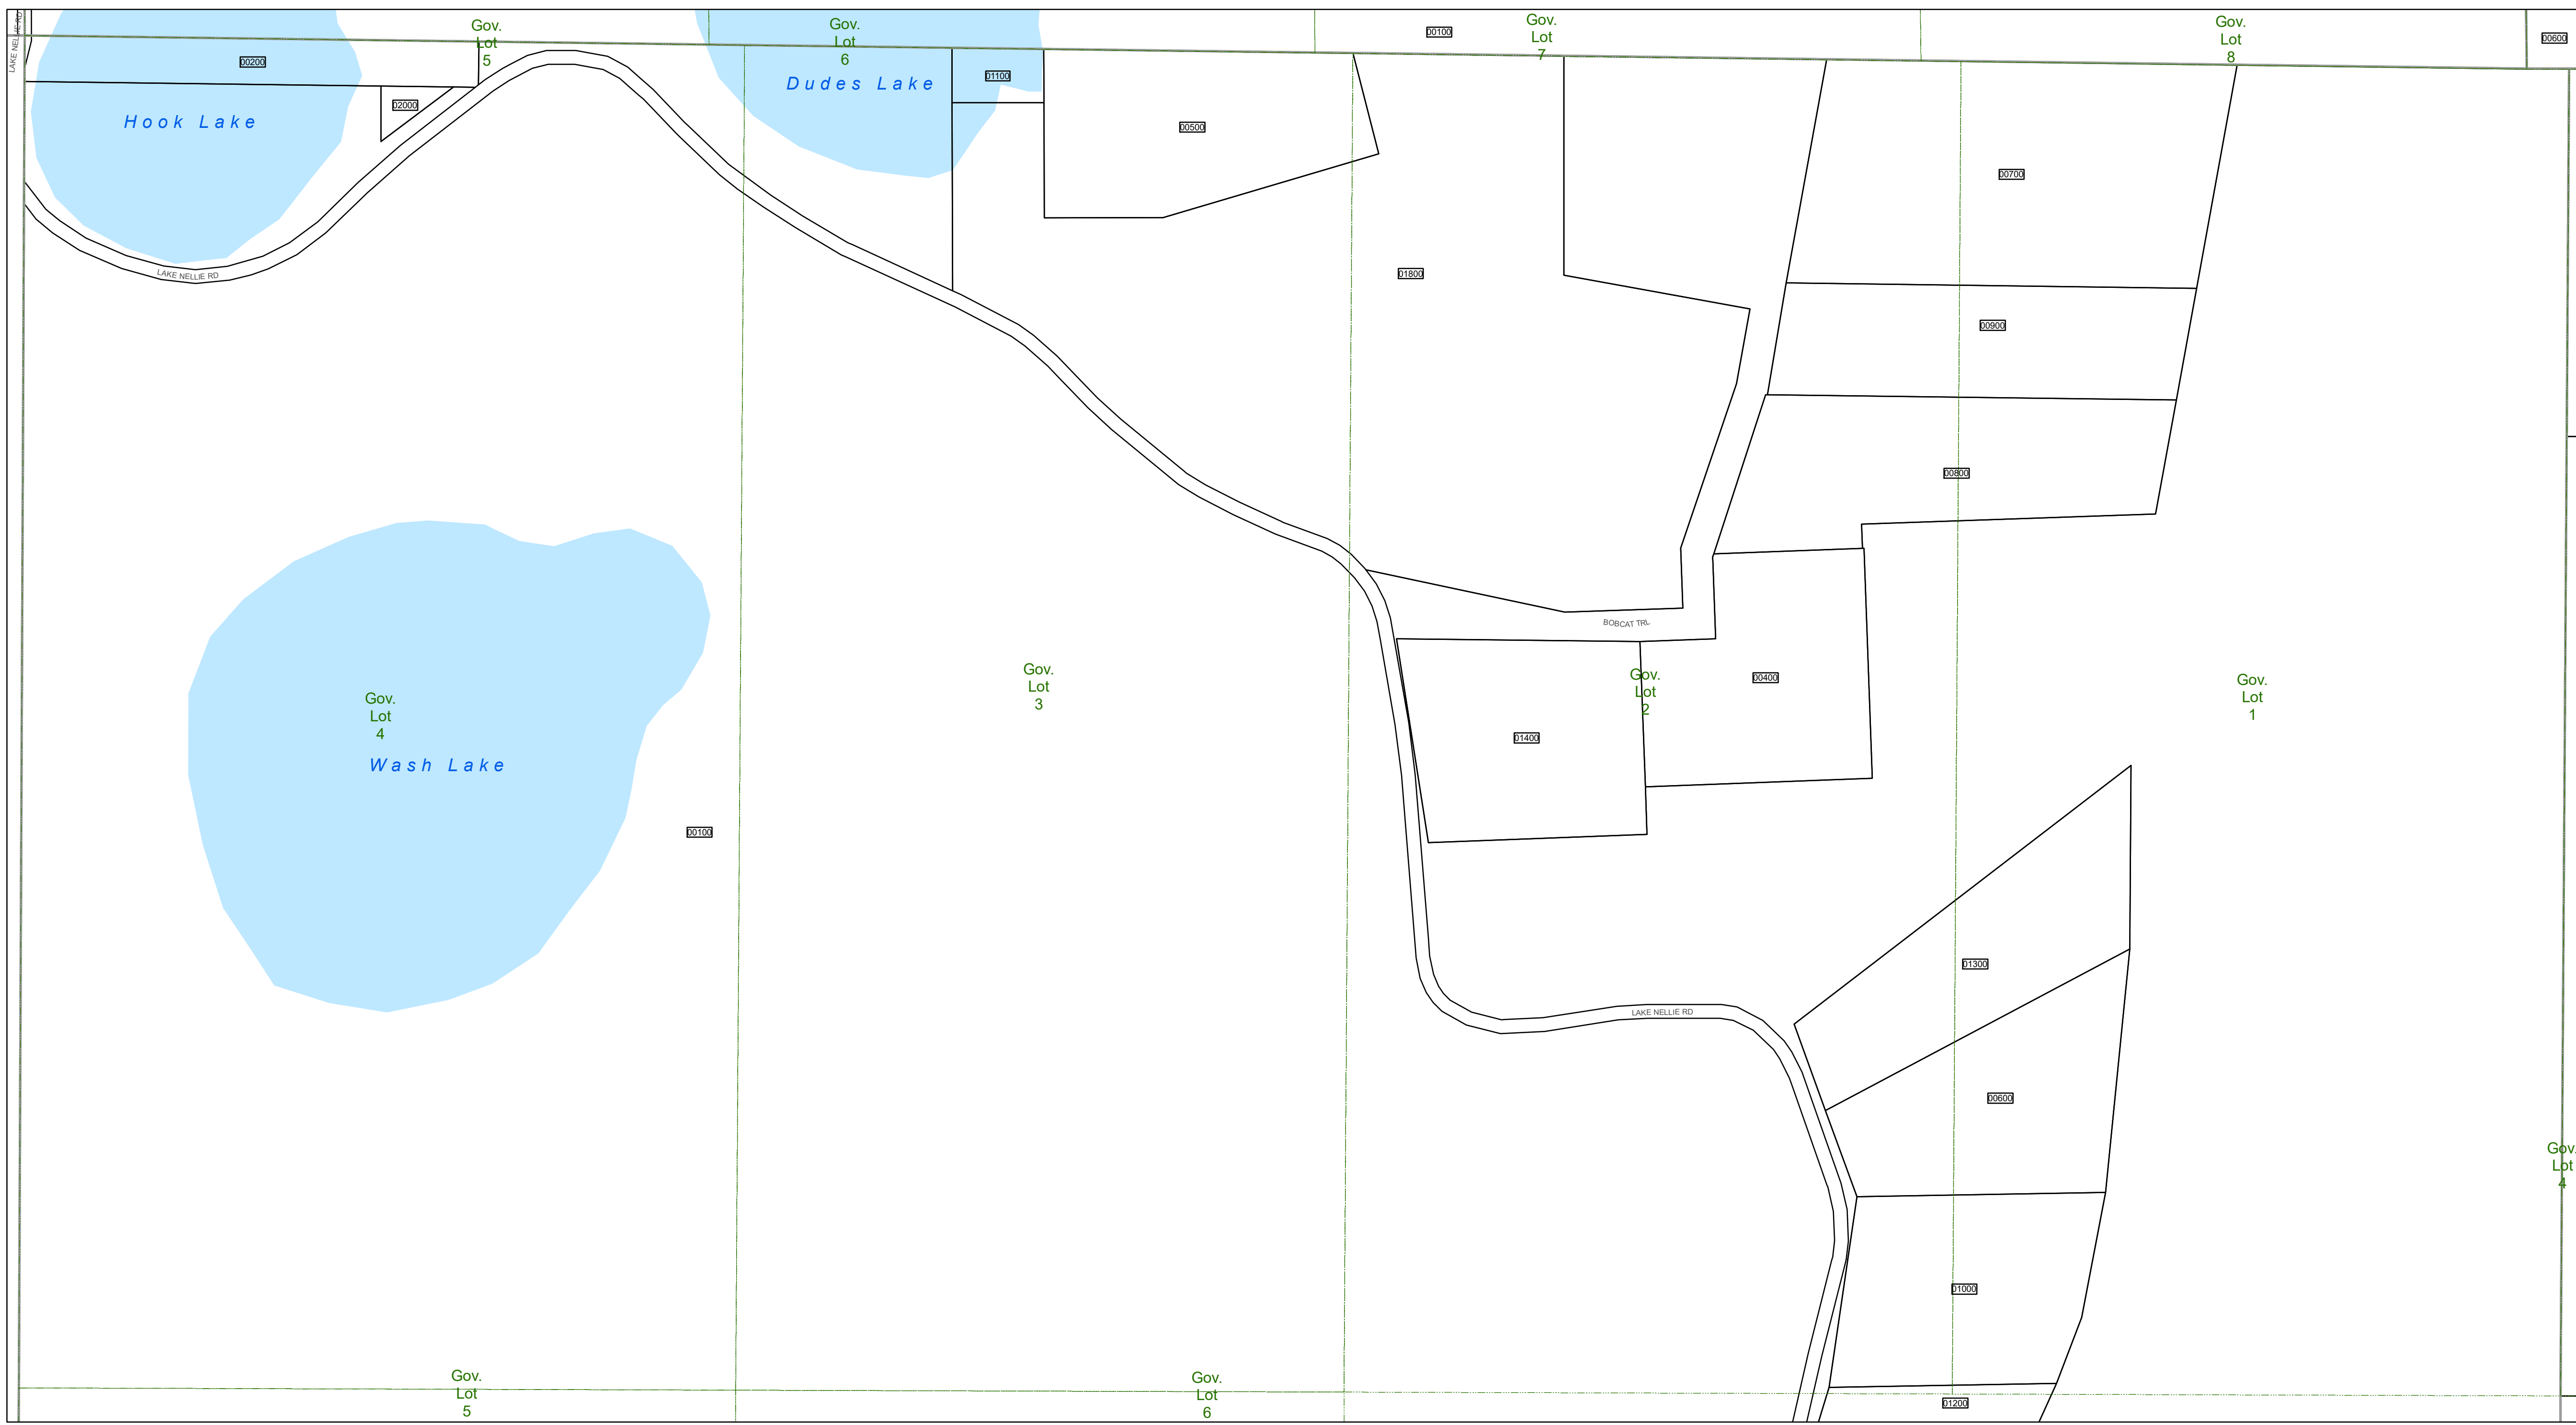 LAKE NELLIE RD
Gov.
Lot
5
Gov.
Lot
6
00100
Gov.
Lot
7
Gov.
Lot
8
00600
00200
02000
Hook Lake
Dudes Lake
01100
00500
00700
LAKE NELLIE RD
01800
00900
00800
BOBCAT TRL
Gov.
Lot
4
Wash Lake
Gov.
Lot
3
Gov.
Lot
2
00400
Gov.
Lot
1
01400
00100
01300
LAKE NELLIE RD
00600
Gov.
Lot
4
01000
Gov.
Lot
5
Gov.
Lot
6
01200